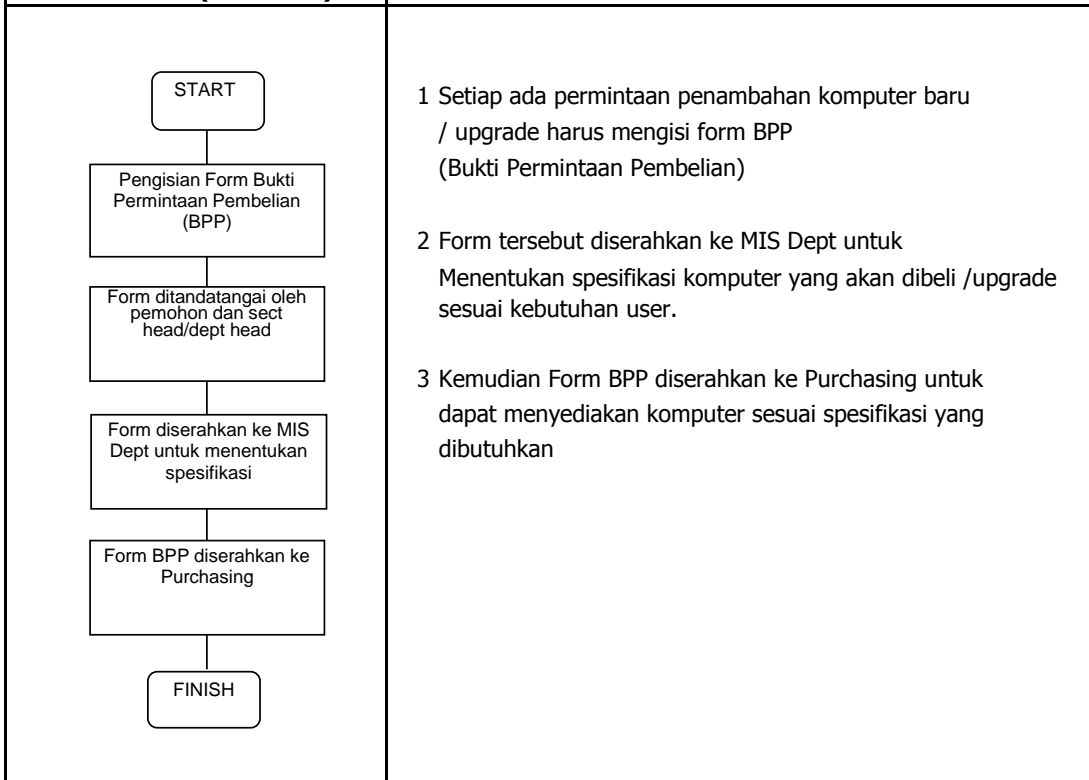 START
Pengisian Form Bukti
Permintaan Pembelian
(BPP)
Form ditandatangai oleh
pemohon dan sect
head/dept head
Form diserahkan ke MIS
Dept untuk menentukan
spesifikasi
Form BPP diserahkan ke
Purchasing
FINISH
1 Setiap ada permintaan penambahan komputer baru
/ upgrade harus mengisi form BPP
(Bukti Permintaan Pembelian)
2 Form tersebut diserahkan ke MIS Dept untuk
Menentukan spesifikasi komputer yang akan dibeli /upgrade
sesuai kebutuhan user.
3 Kemudian Form BPP diserahkan ke Purchasing untuk
dapat menyediakan komputer sesuai spesifikasi yang
dibutuhkan